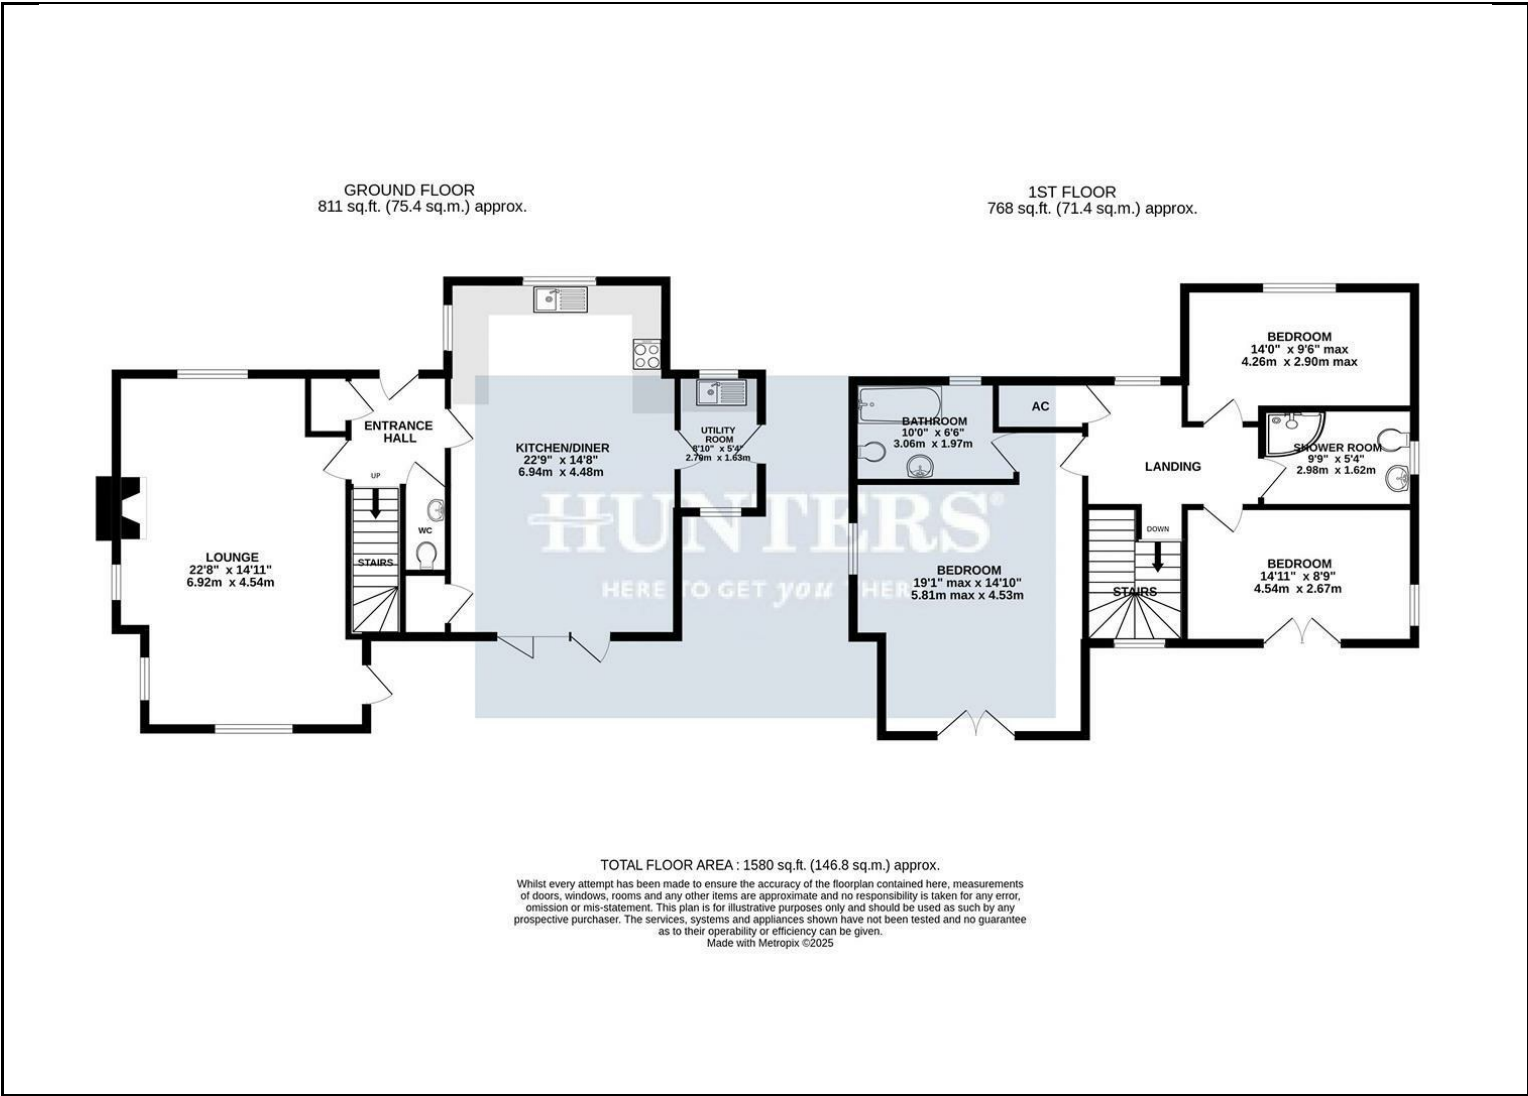 GROUND FLOOR
811 sq.ft. (75.4 sq.m.) approx.
1ST FLOOR
768 sq.ft. (71.4 sq.m.) approx.
ENTRANCE
HALL
UP
WC
STAIRS
LOUNGE
22'8" x 14'11"
6.92m x 4.54m
KITCHEN/DINER
22'9" x 14'8"
6.94m x 4.48m
UTILITY
ROOM
8'10" x 5'4"
2.70m x 1.63m
BATHROOM
10'0" x 6'6"
3.06m x 1.97m
AC
LANDING
BEDROOM
14'0" x 9'6" max
4.26m x 2.90m max
SHOWER ROOM
9'9" x 5'4"
2.98m x 1.62m
DOWN
STAIRS
BEDROOM
19'1" max x 14'10"
5.81m max x 4.53m
BEDROOM
14'11" x 8'9"
4.54m x 2.67m
HUNTERS®
HERE TO GET you THERE
TOTAL FLOOR AREA : 1580 sq.ft. (146.8 sq.m.) approx.
Whilst every attempt has been made to ensure the accuracy of the floorplan contained here, measurements
of doors, windows, rooms and any other items are approximate and no responsibility is taken for any error,
omission or mis-statement. This plan is for illustrative purposes only and should be used as such by any
prospective purchaser. The services, systems and appliances shown have not been tested and no guarantee
as to their operability or efficiency can be given.
Made with Metropix ©2025